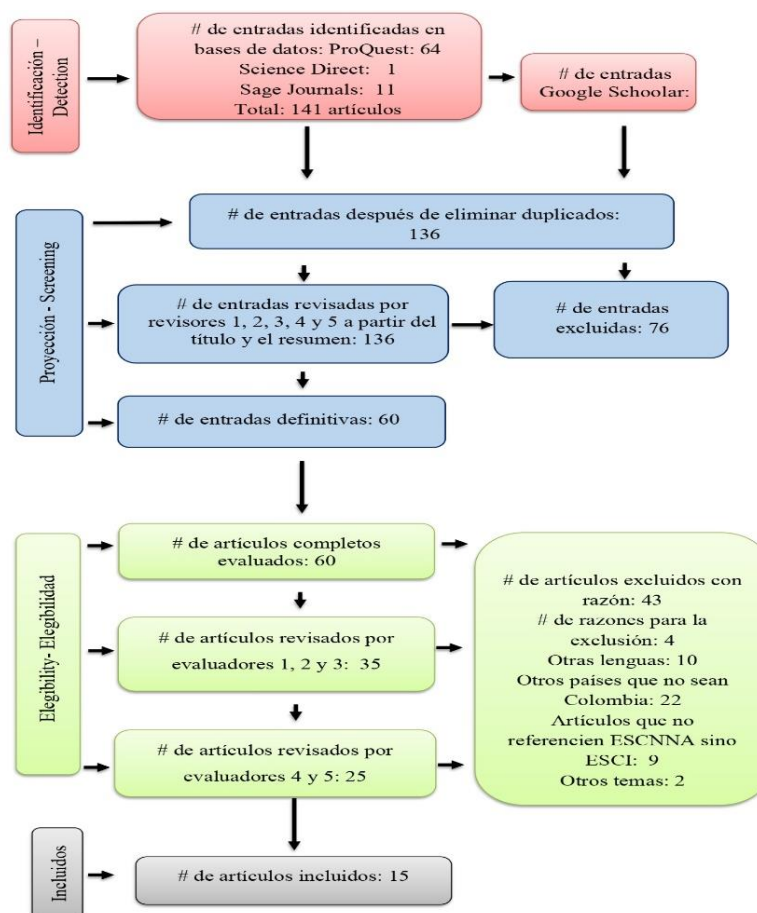 Identificación –
Detection
# de entradas identificadas en
bases de datos: ProQuest: 64
Science Direct: 1
Sage Journals: 11
Total: 141 artículos
# de entradas
Google Schoolar:
Proyección - Screening
# de entradas después de eliminar duplicados:
136
# de entradas revisadas por
revisores 1, 2, 3, 4 y 5 a partir del
título y el resumen: 136
# de entradas
excluidas: 76
# de entradas definitivas: 60
Elegibility- Elegibilidad
# de artículos completos
evaluados: 60
# de artículos revisados por
evaluadores 1, 2 y 3: 35
# de artículos revisados por
evaluadores 4 y 5: 25
# de artículos excluidos con
razón: 43
# de razones para la
exclusión: 4
Otras lenguas: 10
Otros países que no sean
Colombia: 22
Artículos que no
referencien ESCNNA sino
ESCI: 9
Otros temas: 2
Incluidos
# de artículos incluidos: 15